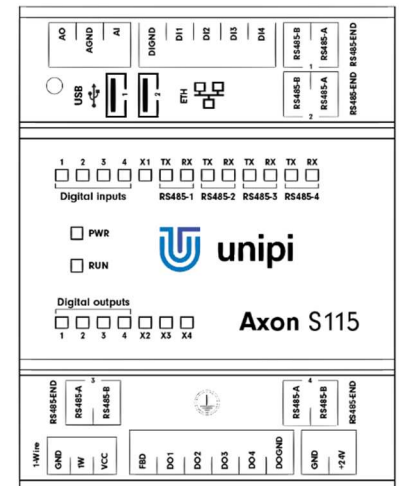 AO AGND AI DIGND DI1 DI2 DI3 DI4 RS485-B RS485-A RS485-END
1
USB 1 2 ETH RS485-B RS485-A RS485-END
2
1 2 3 4 X1 TX RX TX RX TX RX TX RX
Digital inputs RS485-1 RS485-2 RS485-3 RS485-4
PWR
RUN
unipi
Digital outputs
1 2 3 4 X2 X3 X4
Axon S115
3 4
RS485-END RS485-A RS485-B RS485-A RS485-B RS485-END
1-Wire GND 1W VCC FBD DO1 DO2 DO3 DO4 DOGND GND +24V